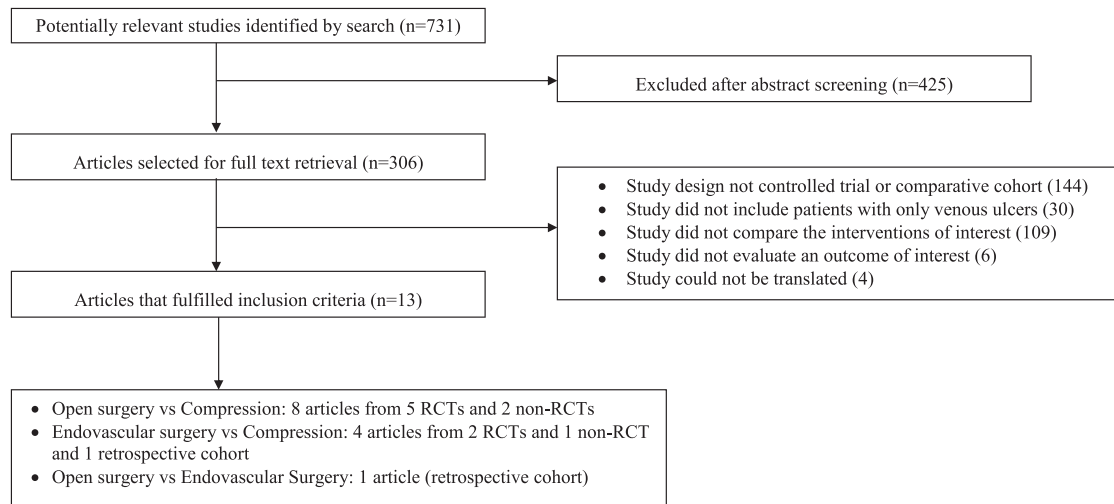 Potentially relevant studies identified by search (n=731)
Excluded after abstract screening (n=425)
Articles selected for full text retrieval (n=306)
• Study design not controlled trial or comparative cohort (144)
• Study did not include patients with only venous ulcers (30)
• Study did not compare the interventions of interest (109)
• Study did not evaluate an outcome of interest (6)
• Study could not be translated (4)
Articles that fulfilled inclusion criteria (n=13)
• Open surgery vs Compression: 8 articles from 5 RCTs and 2 non-RCTs
• Endovascular surgery vs Compression: 4 articles from 2 RCTs and 1 non-RCT
and 1 retrospective cohort
• Open surgery vs Endovascular Surgery: 1 article (retrospective cohort)